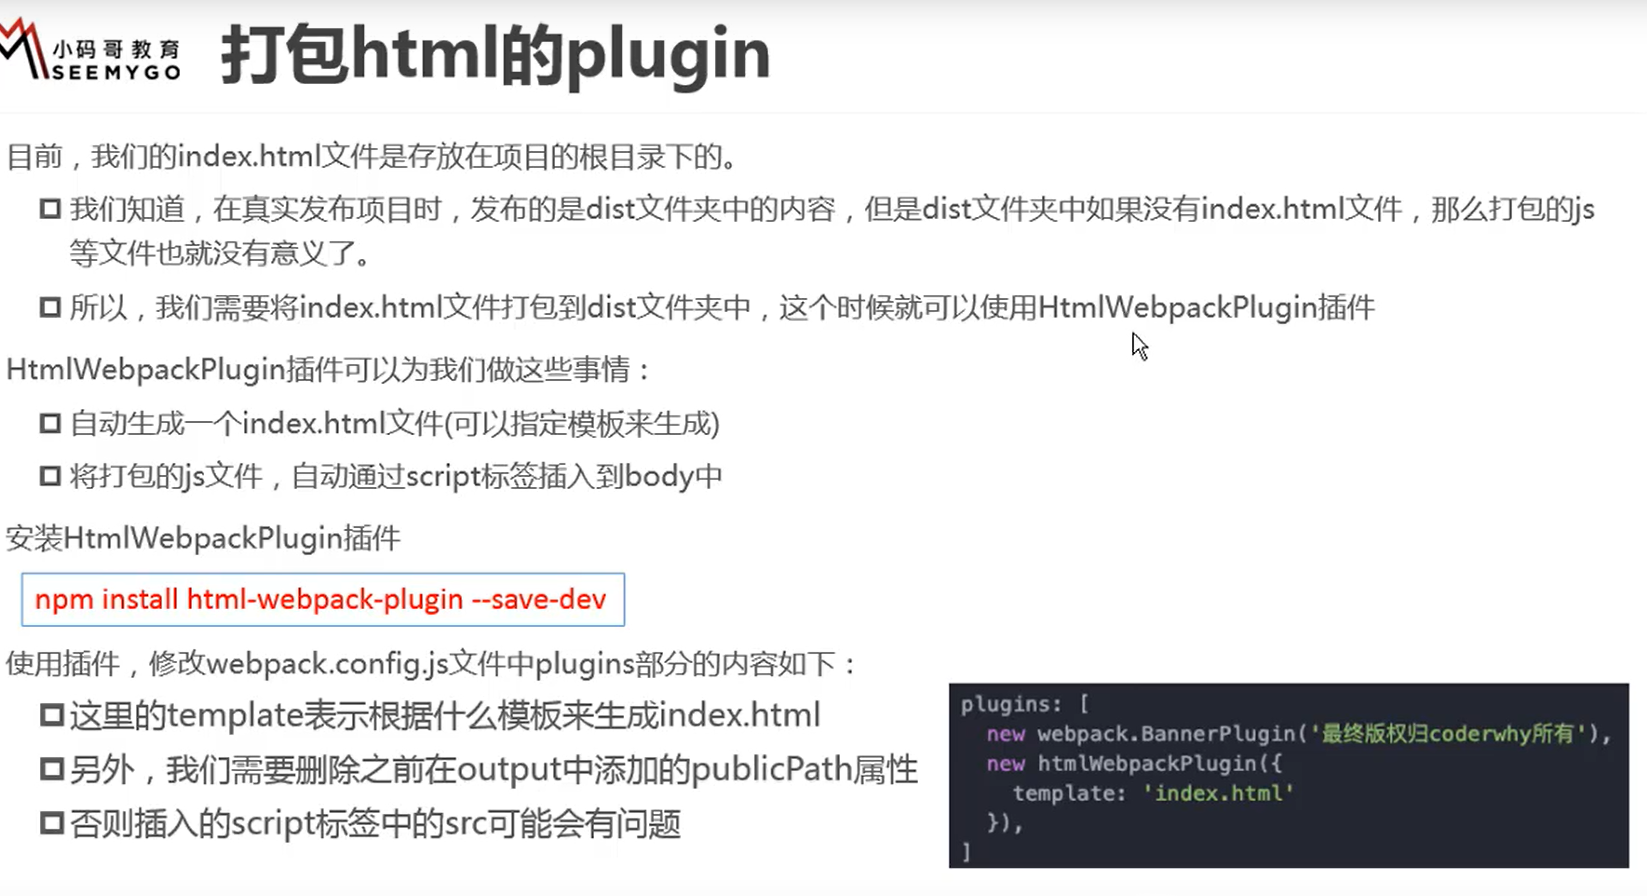 小码哥教育
SEEMYGO
打包html的plugin
目前，我们的index.html文件是存放在项目的根目录下的。
我们知道，在真实发布项目时，发布的是dist文件夹中的内容，但是dist文件夹中如果没有index.html文件，那么打包的js
等文件也就没有意义了。
所以，我们需要将index.html文件打包到dist文件夹中，这个时候就可以使用HtmlWebpackPlugin插件
HtmlWebpackPlugin插件可以为我们做这些事情：
自动生成一个index.html文件(可以指定模板来生成)
将打包的js文件，自动通过script标签插入到body中
安装HtmlWebpackPlugin插件
npm install html-webpack-plugin --save-dev
使用插件，修改webpack.config.js文件中plugins部分的内容如下：
这里的template表示根据什么模板来生成index.html
另外，我们需要删除之前在output中添加的publicPath属性
否则插入的script标签中的src可能会有问题
plugins: [
new webpack.BannerPlugin('最终版权归coderwhy所有'),
new htmlWebpackPlugin({
template: 'index.html'
}),
]